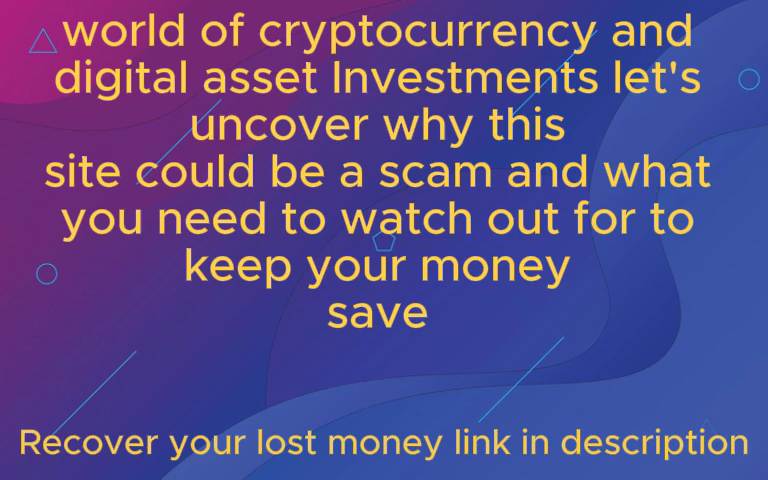 world of cryptocurrency and
digital asset Investments let's
uncover why this
site could be a scam and what
you need to watch out for to
keep your money
save
Recover your lost money link in description